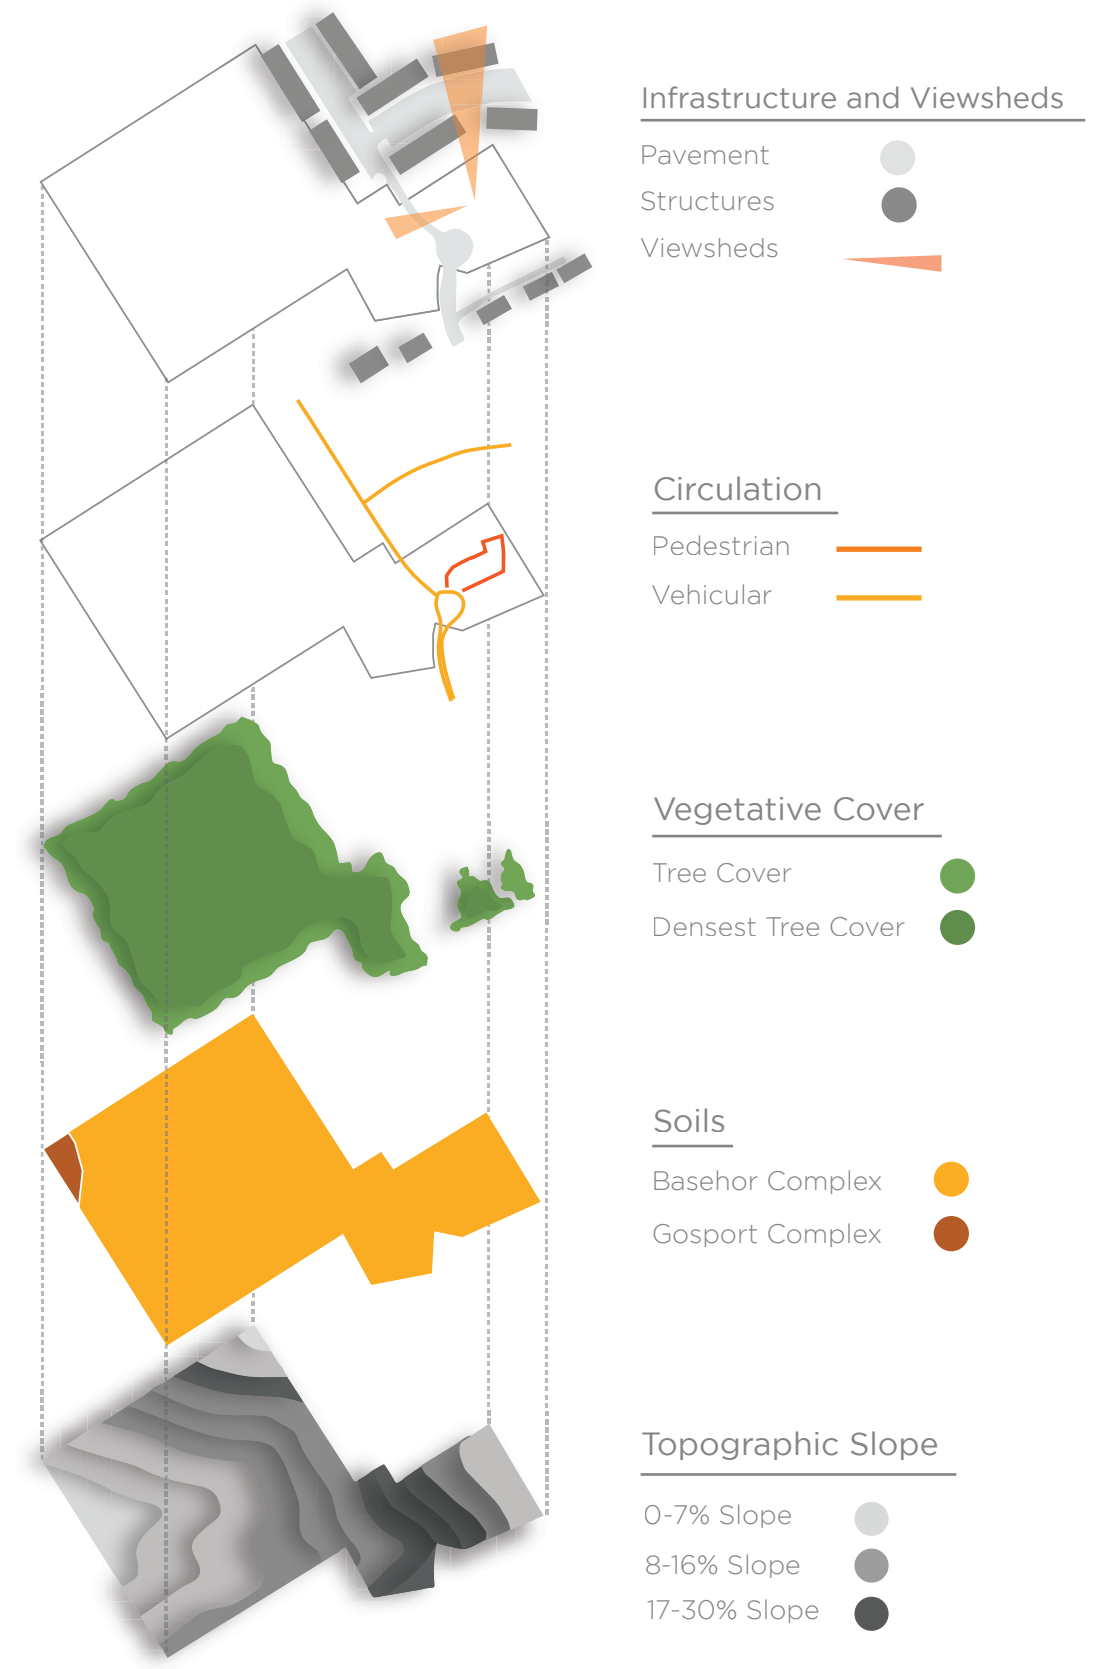 Infrastructure and Viewsheds
Pavement
Structures
Viewsheds
Circulation
Pedestrian
Vehicular
Vegetative Cover
Tree Cover
Densest Tree Cover
Soils
Basehor Complex
Gosport Complex
Topographic Slope
0-7% Slope
8-16% Slope
17-30% Slope